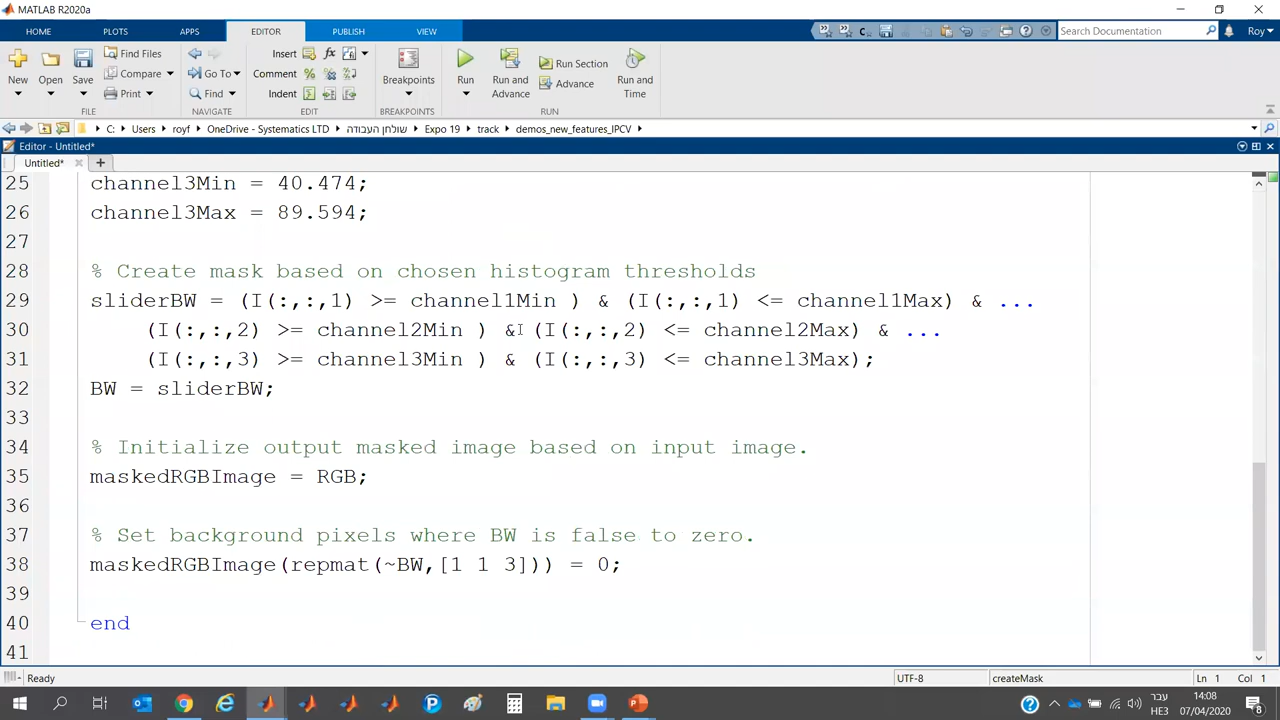 MATLAB R2020a
HOME PLOTS APPS EDITOR PUBLISH VIEW Search Documentation Roy
New Open Save Find Files Compare Print Go To Find Insert Comment Indent Breakpoints Run Run and Advance Run Section Advance Run and Time
FILE NAVIGATE EDIT BREAKPOINTS RUN
C: Users royf OneDrive - Systematics LTD שולחן העבודה Expo 19 track demos_new_features_IPCV
Editor - Untitled*
Untitled*
25 channel3Min = 40.474;
26 channel3Max = 89.594;
27
28 % Create mask based on chosen histogram thresholds
29 sliderBW = (I(:,:,1) >= channel1Min ) & (I(:,:,1) <= channel1Max) & ...
30 (I(:,:,2) >= channel2Min ) & (I(:,:,2) <= channel2Max) & ...
31 (I(:,:,3) >= channel3Min ) & (I(:,:,3) <= channel3Max);
32 BW = sliderBW;
33
34 % Initialize output masked image based on input image.
35 maskedRGBImage = RGB;
36
37 % Set background pixels where BW is false to zero.
38 maskedRGBImage(repmat(~BW,[1 1 3])) = 0;
39
40 end
41
Ready UTF-8 createMask Ln 1 Col 1
עבר 14:08
HE 07/04/2020 8